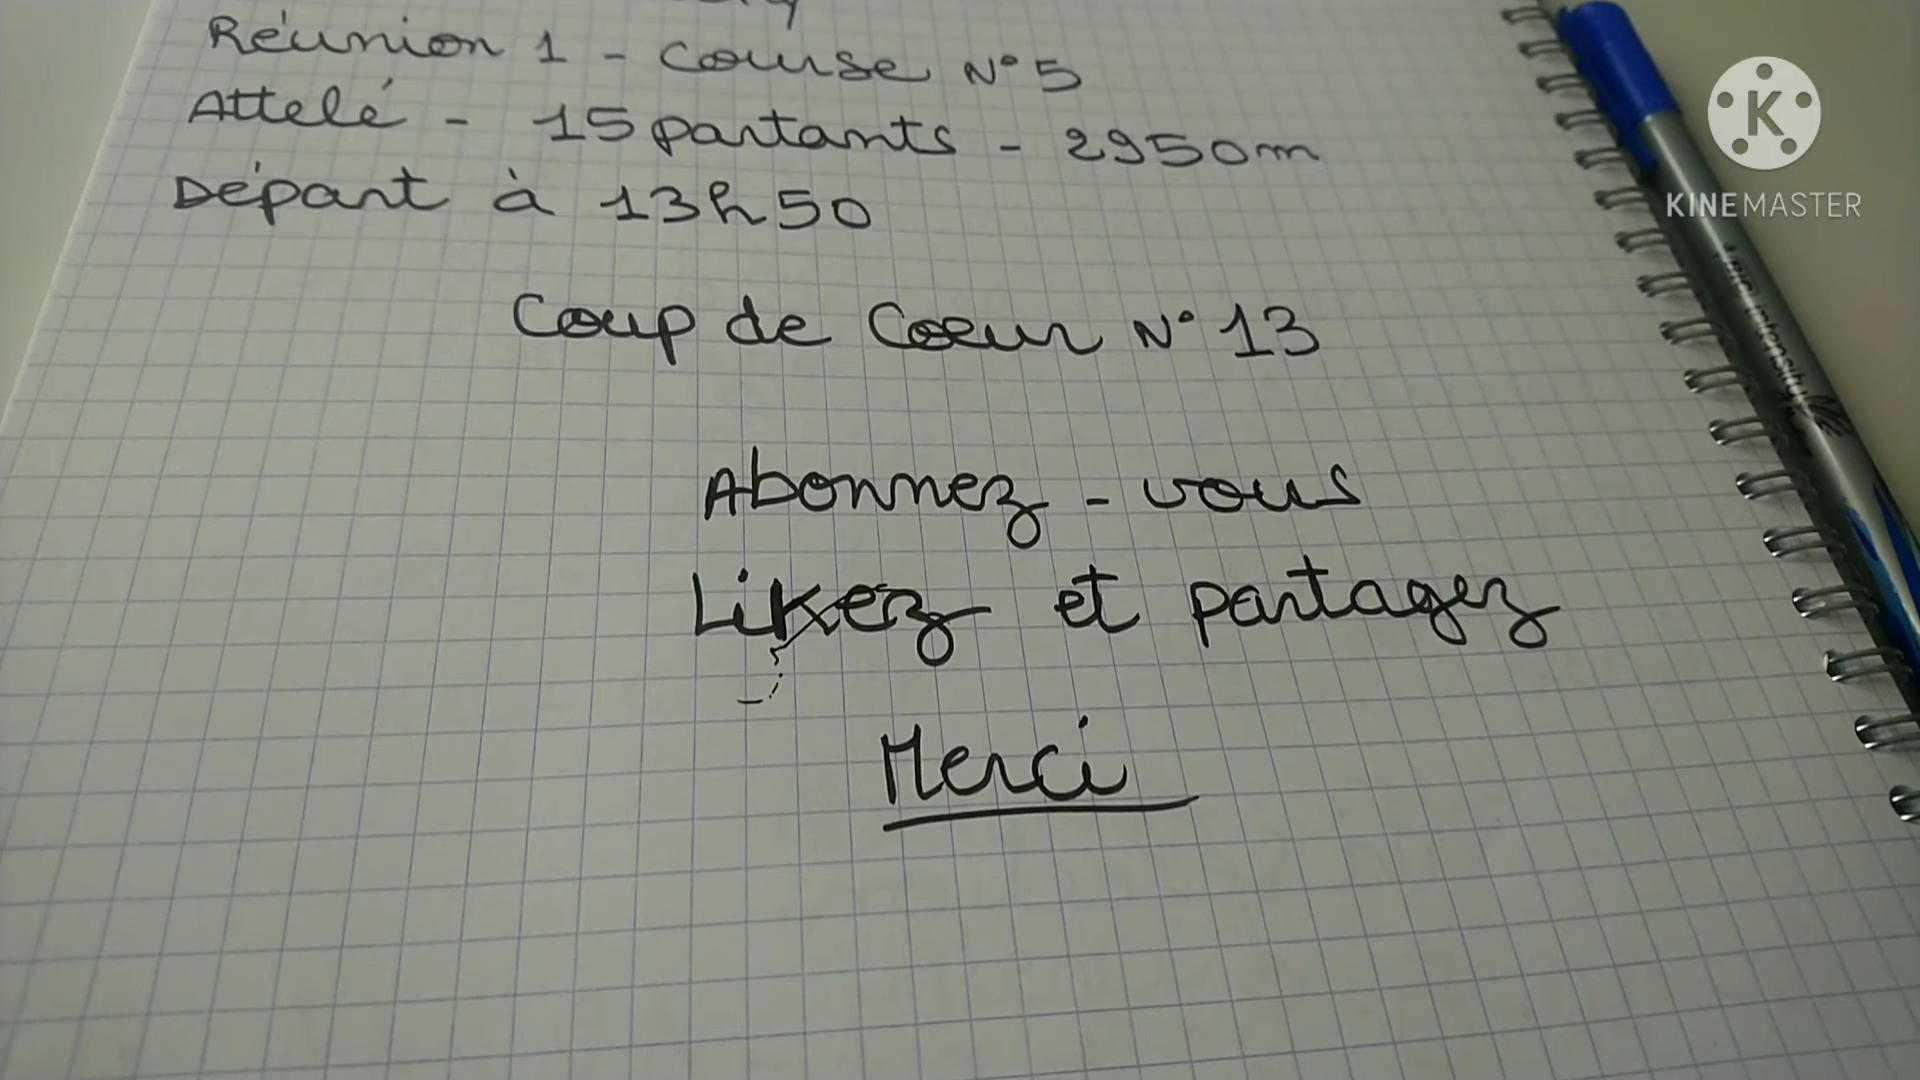 Réunion 1 - Course N° 5
Attelé - 15 partants - 2950m
Départ à 13h50
Coup de Coeur N° 13
Abonnez-vous
Likez et partagez
Merci
KINEMASTER
intensity